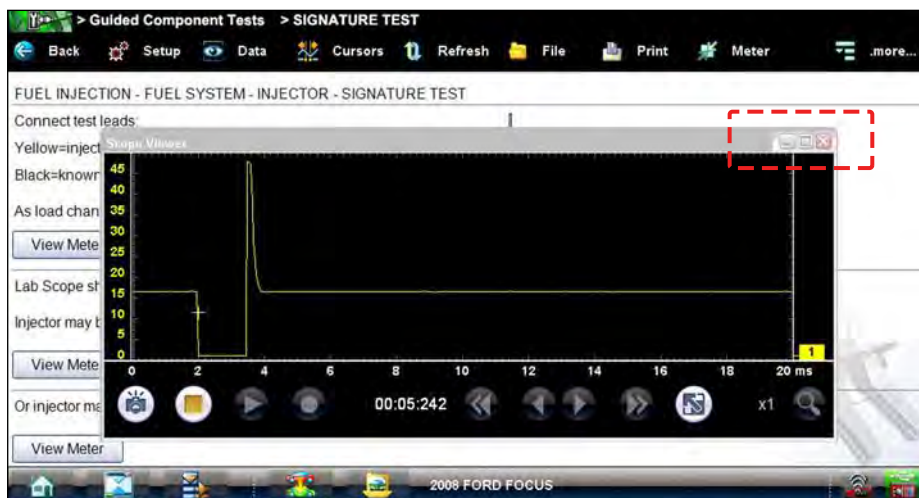 > Guided Component Tests > SIGNATURE TEST
Back Setup Data Cursors Refresh File Print Meter .more...
FUEL INJECTION - FUEL SYSTEM - INJECTOR - SIGNATURE TEST
Connect test leads:
Yellow=inject
Scope Viewer
Black=known
As load chan
View Mete
Lab Scope sh
Injector may b
View Mete
Or injector ma
View Meter
45
40
35
30
25
20
15
10
5
0
1
0 2 4 6 8 10 12 14 16 18 20 ms
00:05:242 x1
2008 FORD FOCUS